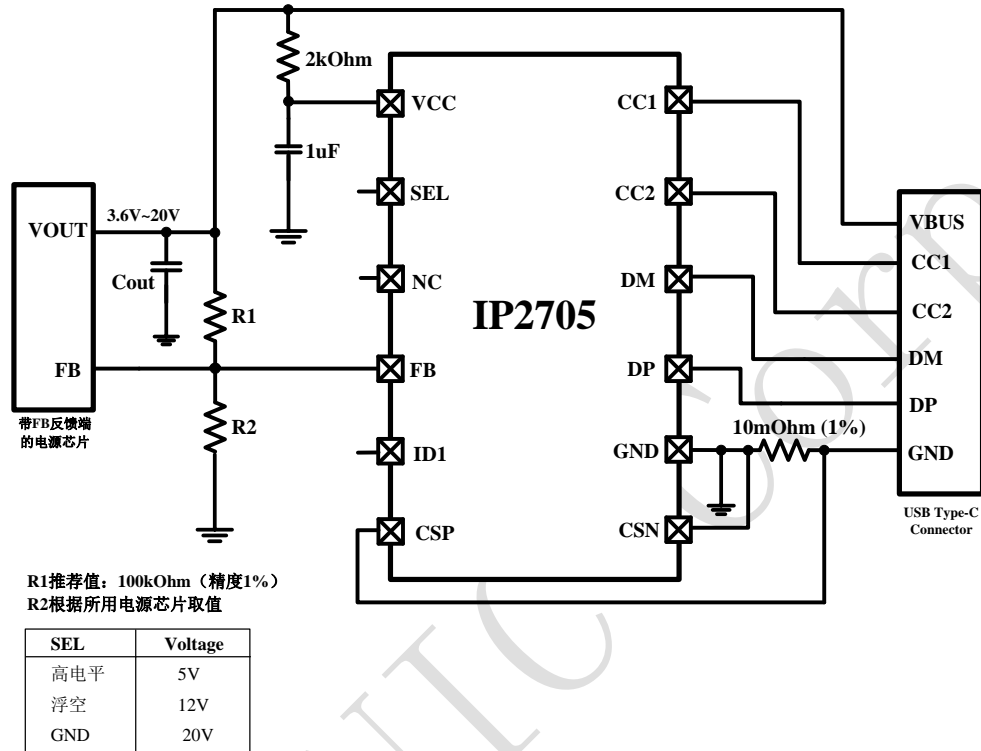 2kOhm
VCC
1uF
SEL
NC
FB
ID1
CSP
IP2705
CC1
CC2
DM
DP
GND
CSN
10mOhm (1%)
VOUT
3.6V~20V
Cout
R1
FB
R2
带FB反馈端
的电源芯片
VBUS
CC1
CC2
DM
DP
GND
USB Type-C
Connector
R1推荐值：100kOhm（精度1%）
R2根据所用电源芯片取值
SEL Voltage
高电平 5V
浮空 12V
GND 20V